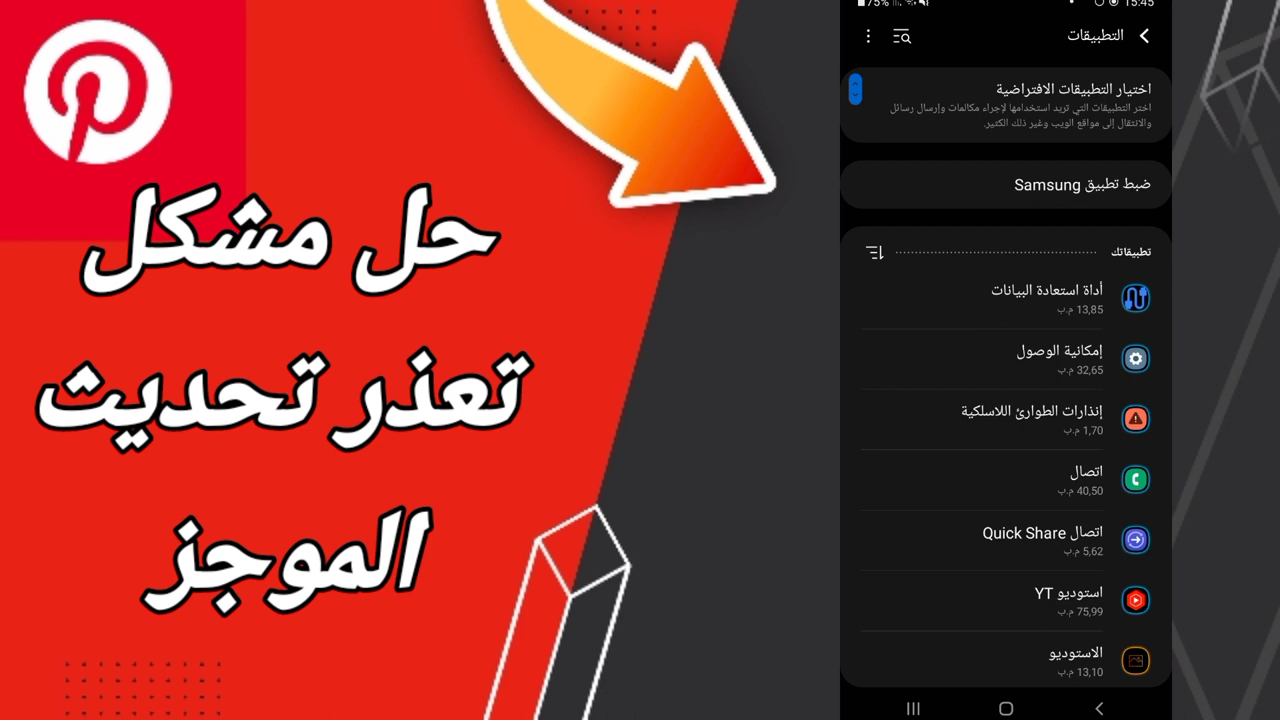 حل مشكل
تعذر تحديث
الموجز
75%
15:45
التطبيقات
اختيار التطبيقات الافتراضية
اختر التطبيقات التي تريد استخدامها لإجراء مكالمات وإرسال رسائل
والانتقال إلى مواقع الويب وغير ذلك الكثير.
ضبط تطبيق Samsung
تطبيقاتك
أداة استعادة البيانات
13,85 م.ب
إمكانية الوصول
32,65 م.ب
إنذارات الطوارئ اللاسلكية
1,70 م.ب
اتصال
40,50 م.ب
اتصال Quick Share
5,62 م.ب
استوديو YT
75,99 م.ب
الاستوديو
13,10 م.ب